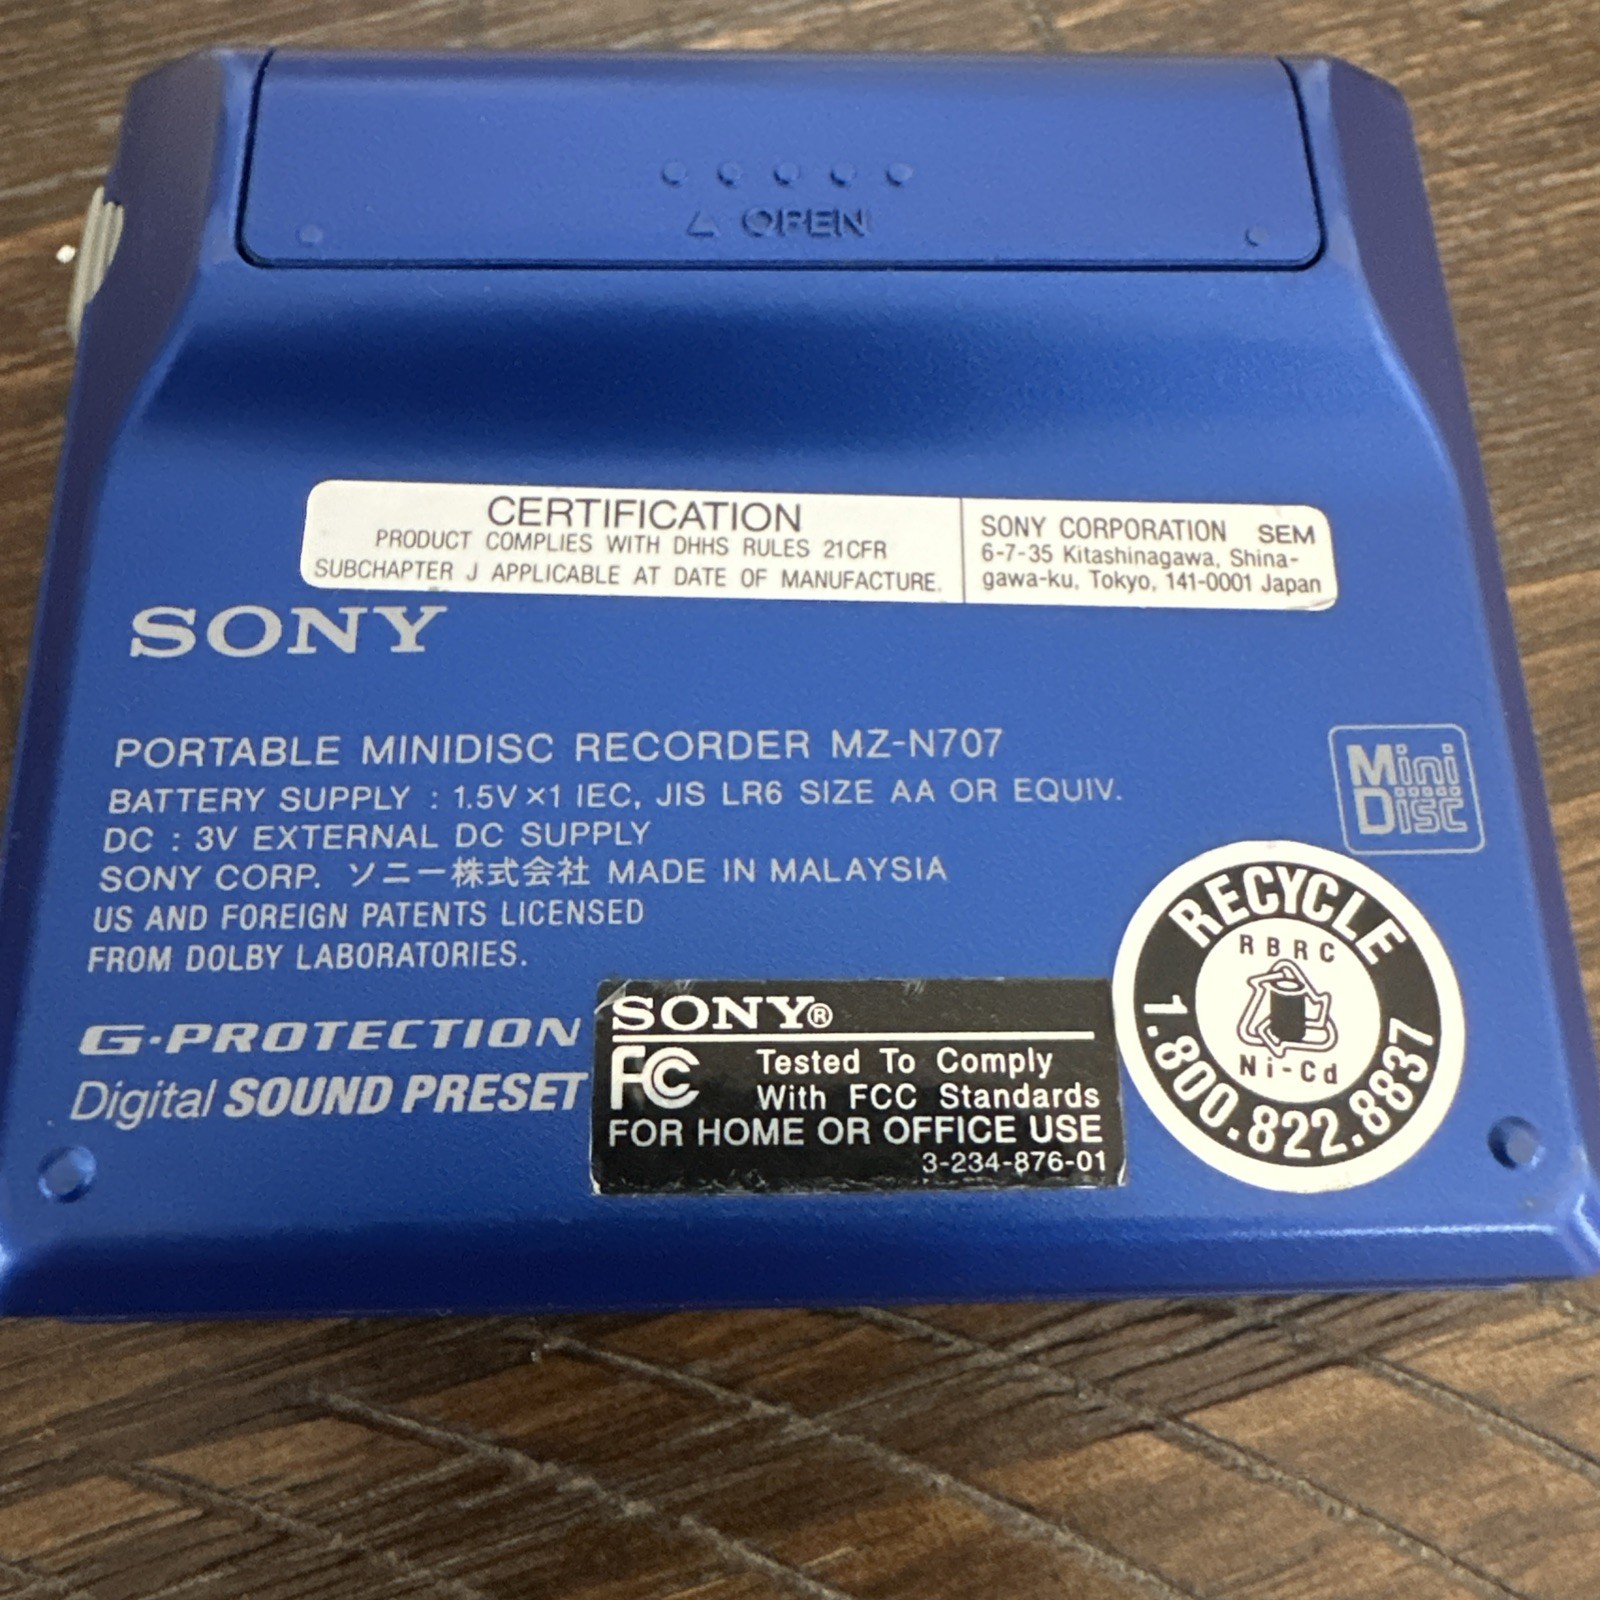 △ OPEN
CERTIFICATION
PRODUCT COMPLIES WITH DHHS RULES 21CFR
SUBCHAPTER J APPLICABLE AT DATE OF MANUFACTURE.
SONY CORPORATION SEM
6-7-35 Kitashinagawa, Shina-
gawa-ku, Tokyo, 141-0001 Japan
SONY
PORTABLE MINIDISC RECORDER MZ-N707
BATTERY SUPPLY : 1.5V×1 IEC, JIS LR6 SIZE AA OR EQUIV.
DC : 3V EXTERNAL DC SUPPLY
SONY CORP. ソニー株式会社 MADE IN MALAYSIA
US AND FOREIGN PATENTS LICENSED
FROM DOLBY LABORATORIES.
Mini
Disc
G-PROTECTION
Digital SOUND PRESET
SONY®
FC
Tested To Comply
With FCC Standards
FOR HOME OR OFFICE USE
3-234-876-01
RECYCLE
RBRC
Ni-Cd
1.800.822.8837